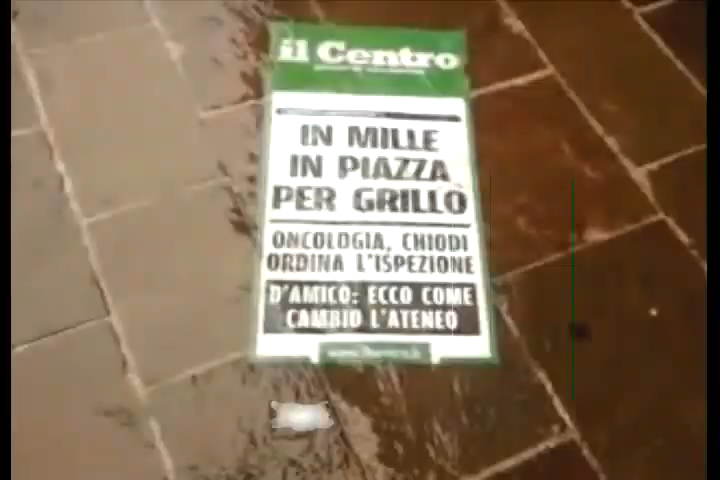 il Centro
IN MILLE
IN PIAZZA
PER GRILLO
ONCOLOGIA, CHIODI
ORDINA L'ISPEZIONE
D'AMICO: ECCO COME
CAMBIO L'ATENEO